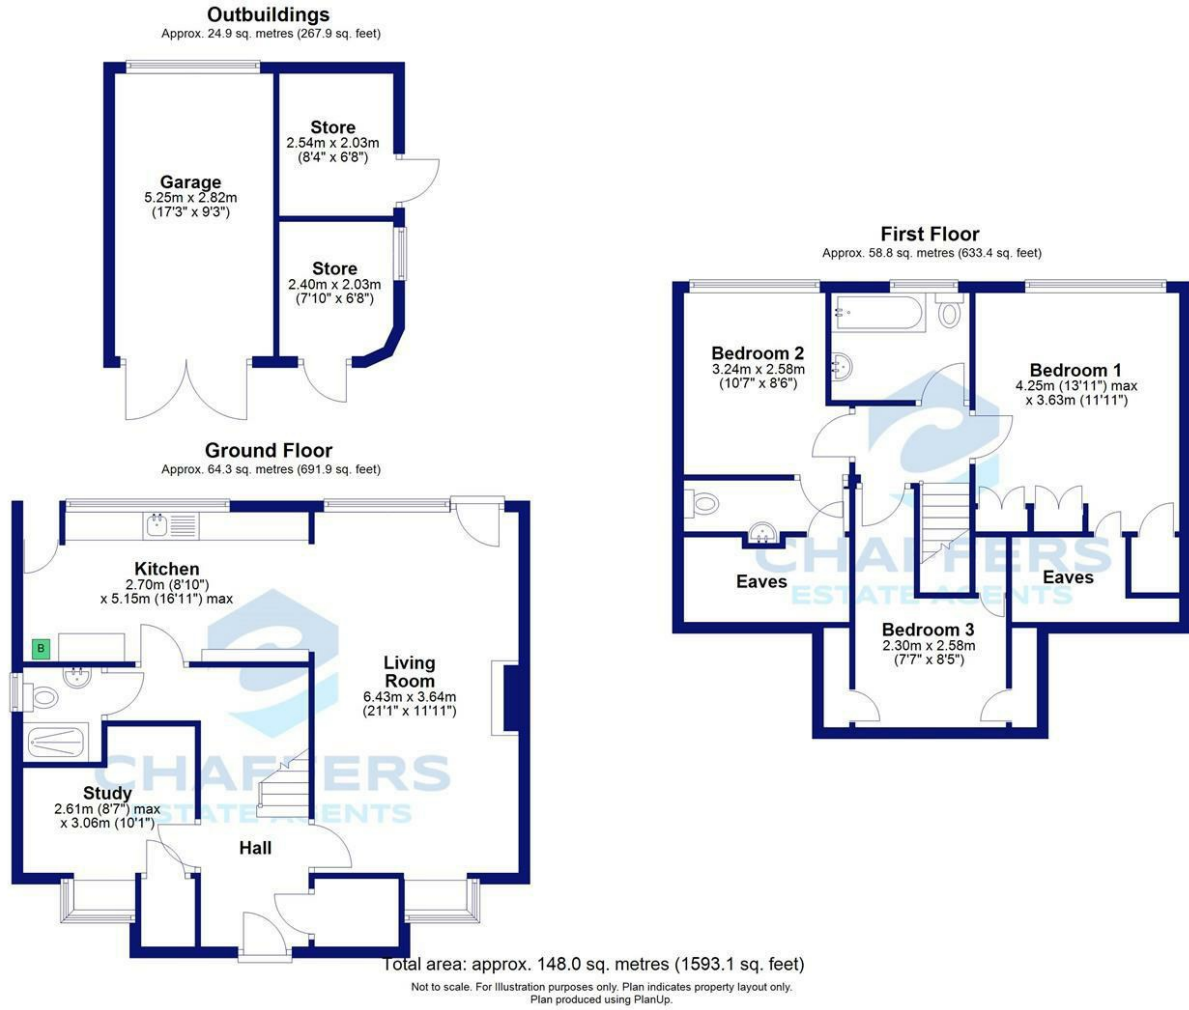 Outbuildings
Approx. 24.9 sq. metres (267.9 sq. feet)
Store
2.54m x 2.03m
(8'4" x 6'8")
Garage
5.25m x 2.82m
(17'3" x 9'3")
Store
2.40m x 2.03m
(7'10" x 6'8")
First Floor
Approx. 58.8 sq. metres (633.4 sq. feet)
Bedroom 2
3.24m x 2.58m
(10'7" x 8'6")
Bedroom 1
4.25m (13'11") max
x 3.63m (11'11")
CHAFFERS
ESTATE AGENTS
Eaves
Eaves
Bedroom 3
2.30m x 2.58m
(7'7" x 8'5")
Ground Floor
Approx. 64.3 sq. metres (691.9 sq. feet)
Kitchen
2.70m (8'10")
x 5.15m (16'11") max
B
Living
Room
6.43m x 3.64m
(21'1" x 11'11")
CHAFFERS
ESTATE AGENTS
Study
2.61m (8'7") max
x 3.06m (10'1")
Hall
Total area: approx. 148.0 sq. metres (1593.1 sq. feet)
Not to scale. For Illustration purposes only. Plan indicates property layout only.
Plan produced using PlanUp.